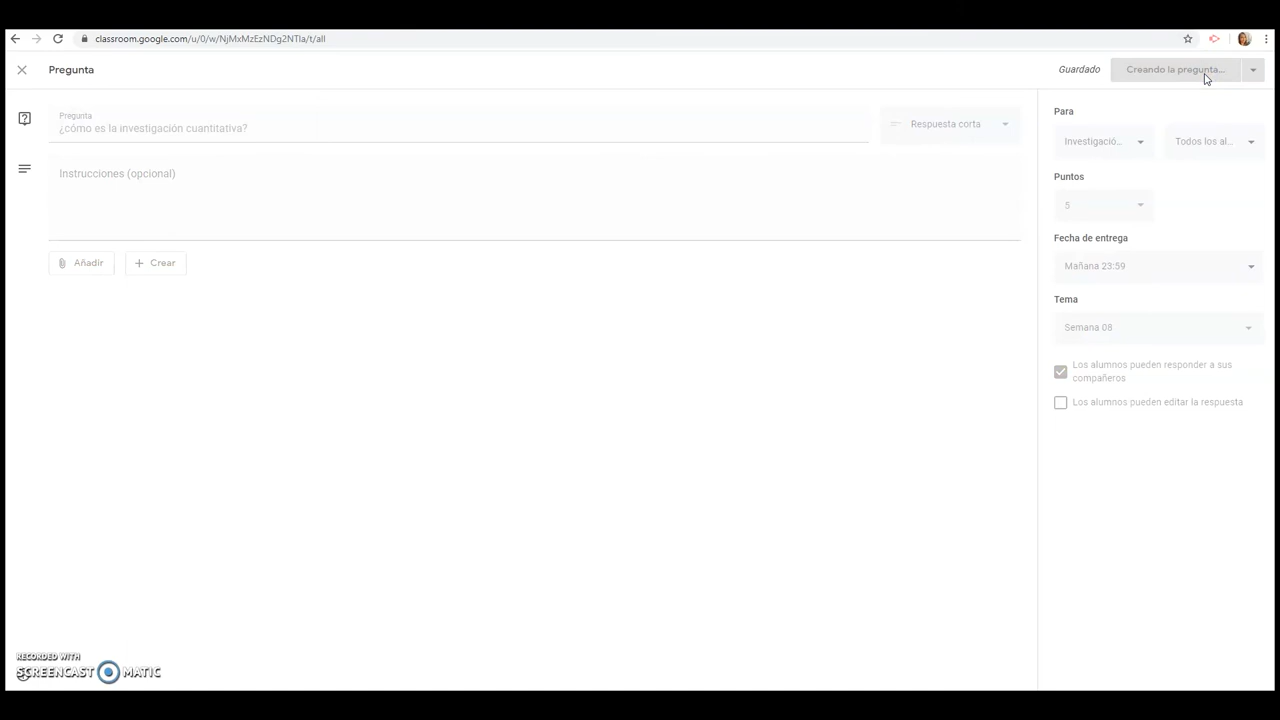 classroom.google.com/u/0/w/NjMxMzEzNDg2NTIa/t/all
Pregunta
Guardado
Creando la pregunta...
Pregunta
¿cómo es la investigación cuantitativa?
Respuesta corta
Instrucciones (opcional)
Añadir
Crear
Para
Investigació...
Todos los al...
Puntos
5
Fecha de entrega
Mañana 23:59
Tema
Semana 08
Los alumnos pueden responder a sus
compañeros
Los alumnos pueden editar la respuesta
RECORDED WITH
SCREENCAST MATIC